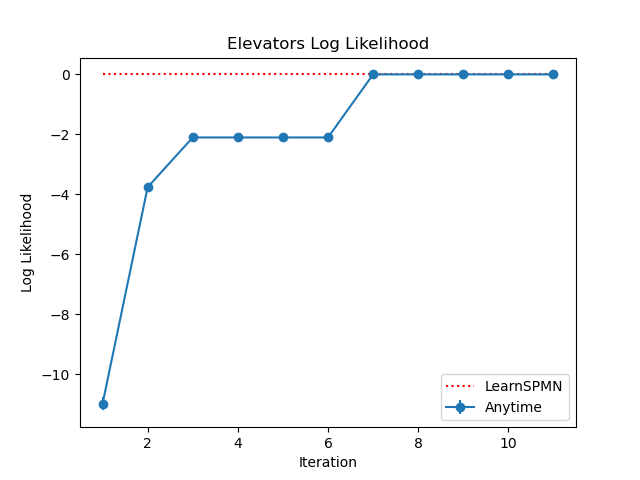 Elevators Log Likelihood
Log Likelihood
0
−2
−4
−6
−8
−10
2 4 6 8 10
Iteration
LearnSPMN
Anytime